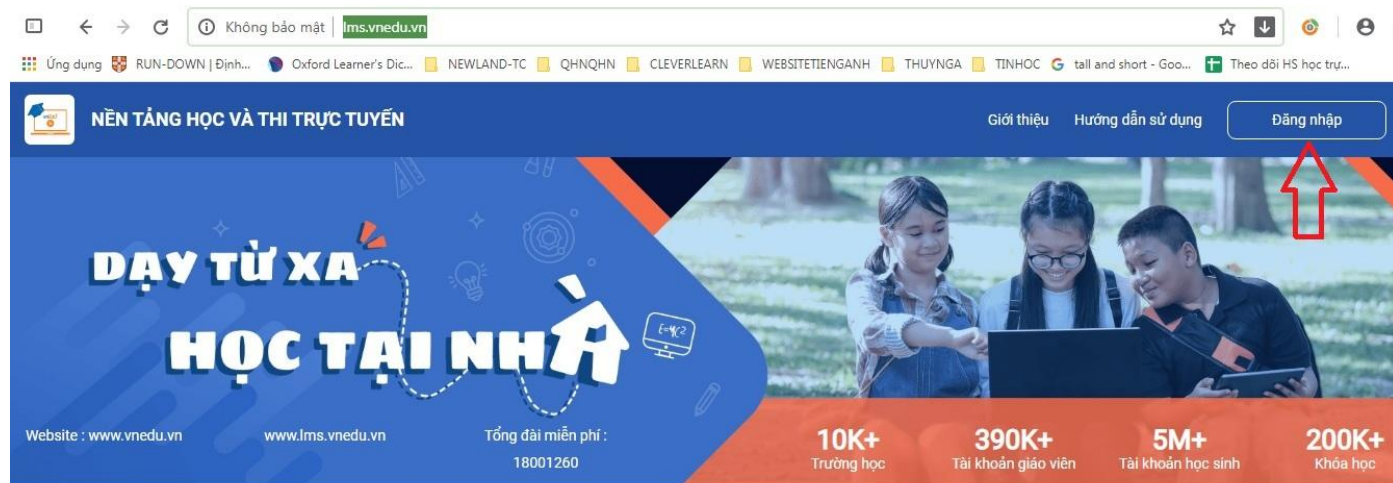 Không bảo mật | lms.vnedu.vn
Ứng dụng RUN-DOWN | Định... Oxford Learner's Dic... NEWLAND-TC QHNQHN CLEVERLEARN WEBSITETIENGANH THUYNGA TINHOC tall and short - Goo... Theo dõi HS học trự...
NỀN TẢNG HỌC VÀ THI TRỰC TUYẾN Giới thiệu Hướng dẫn sử dụng Đăng nhập
DẠY TỪ XA
HỌC TẠI NHÀ
Website : www.vnedu.vn www.lms.vnedu.vn Tổng đài miễn phí :
18001260
10K+ 390K+ 5M+ 200K+
Trường học Tài khoản giáo viên Tài khoản học sinh Khóa học